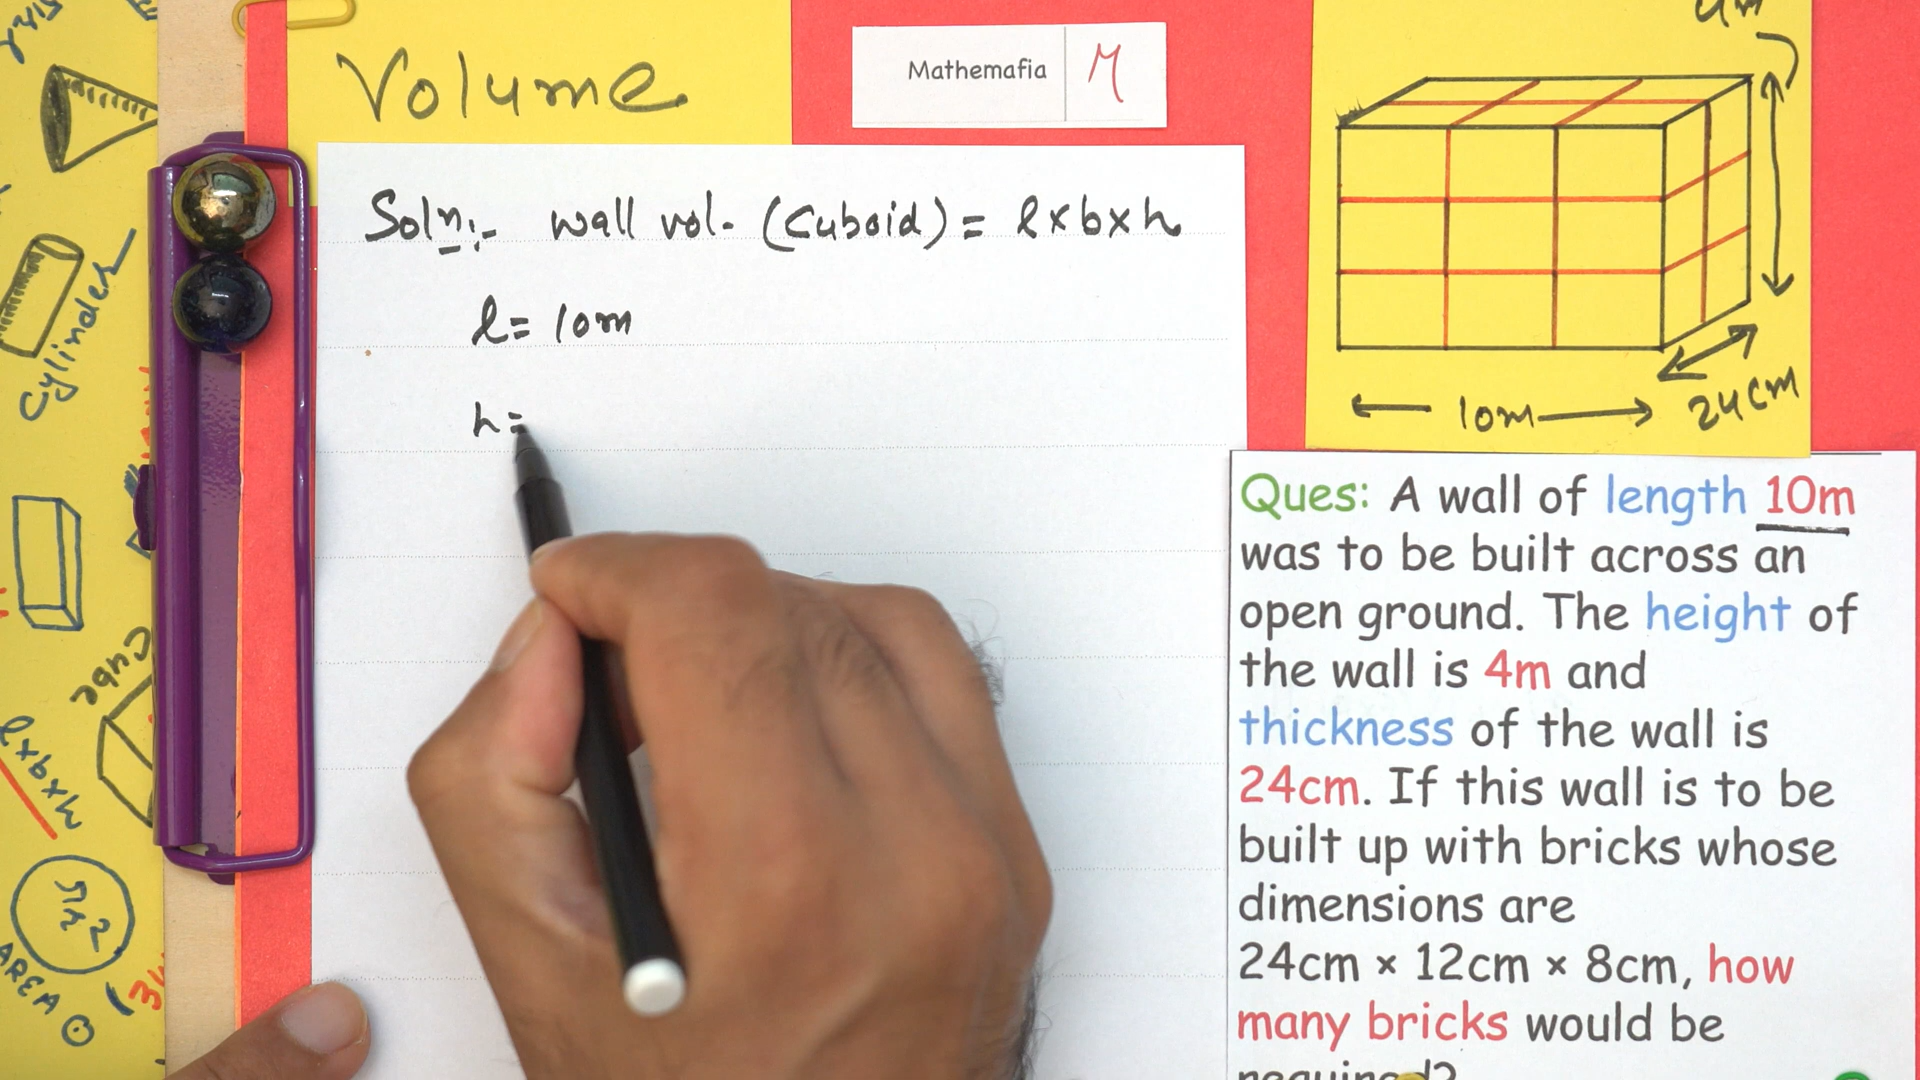 Volume
Mathemafia M
Soln:- wall vol. (Cuboid) = l×b×h
l = 10m
h =
4m
10m
24cm
Ques: A wall of length 10m
was to be built across an
open ground. The height of
the wall is 4m and
thickness of the wall is
24cm. If this wall is to be
built up with bricks whose
dimensions are
24cm × 12cm × 8cm, how
many bricks would be
required?
Cylinder
Cube
l×b×h
πr²
AREA